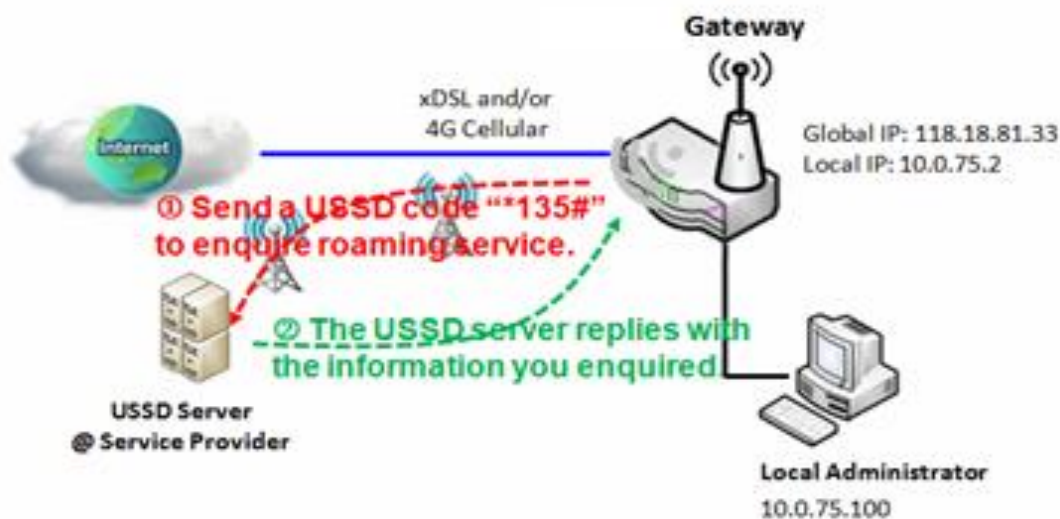 Gateway
xDSL and/or
4G Cellular
Internet
Global IP: 118.18.81.33
Local IP: 10.0.75.2
① Send a USSD code “*135#”
to enquire roaming service.
② The USSD server replies with
the information you enquired.
USSD Server
@ Service Provider
Local Administrator
10.0.75.100